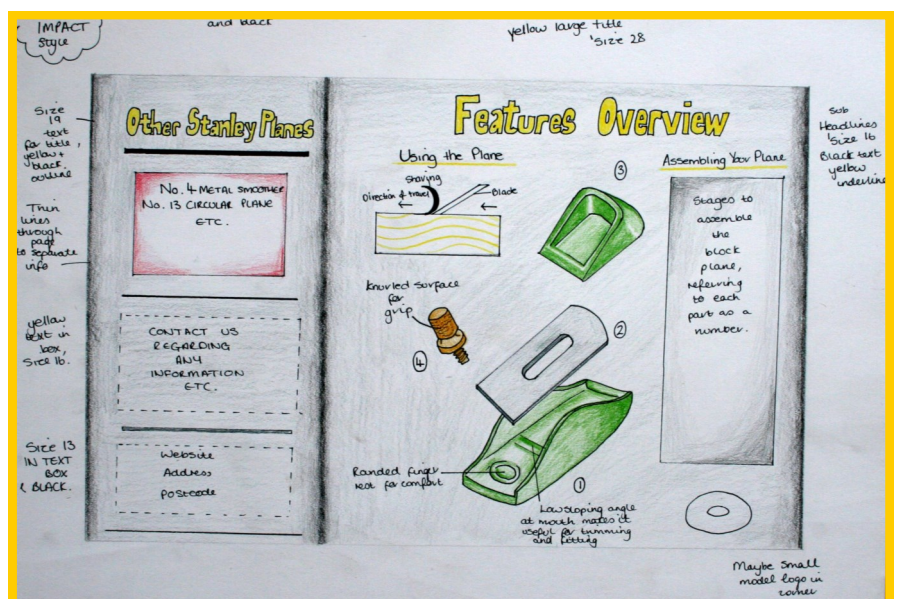 IMPACT
Style
and black
yellow large title
'Size 28
Size
19
text
for title,
yellow +
black
outline
Thin
lines
through
page
to separate
info
yellow
text in
box,
Size 16.
Size 13
IN TEXT
BOX
& BLACK.
Other Stanley Planes
No. 4 METAL SMOOTHER
No. 13 CIRCULAR PLANE
ETC.
CONTACT US
REGARDING
ANY
INFORMATION
ETC.
Website
Address
Postcode
Features Overview
Using the Plane
Shaving
Direction of travel
Blade
Knurled surface
for
grip
4
3
2
Rounded finger
rest for comfort
1
Low sloping angle
at mouth makes it
useful for trimming
and fitting
Assembling Your Plane
Stages to
assemble
the
block
plane,
referring
to each
part as a
number.
Sub
Headlines
'Size 16
Black text
yellow
underline
Maybe small
model logo in
corner